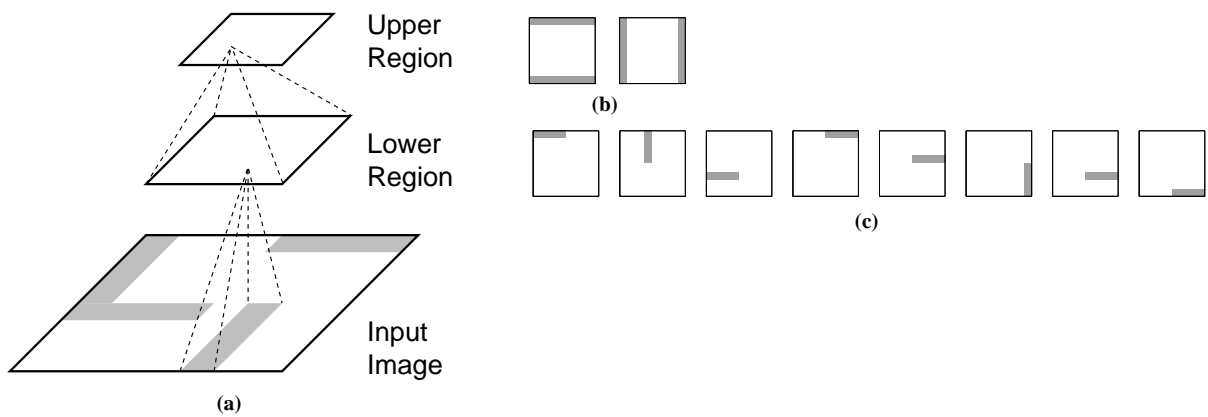 Upper
Region
Lower
Region
Input
Image
(a)
(b)
(c)